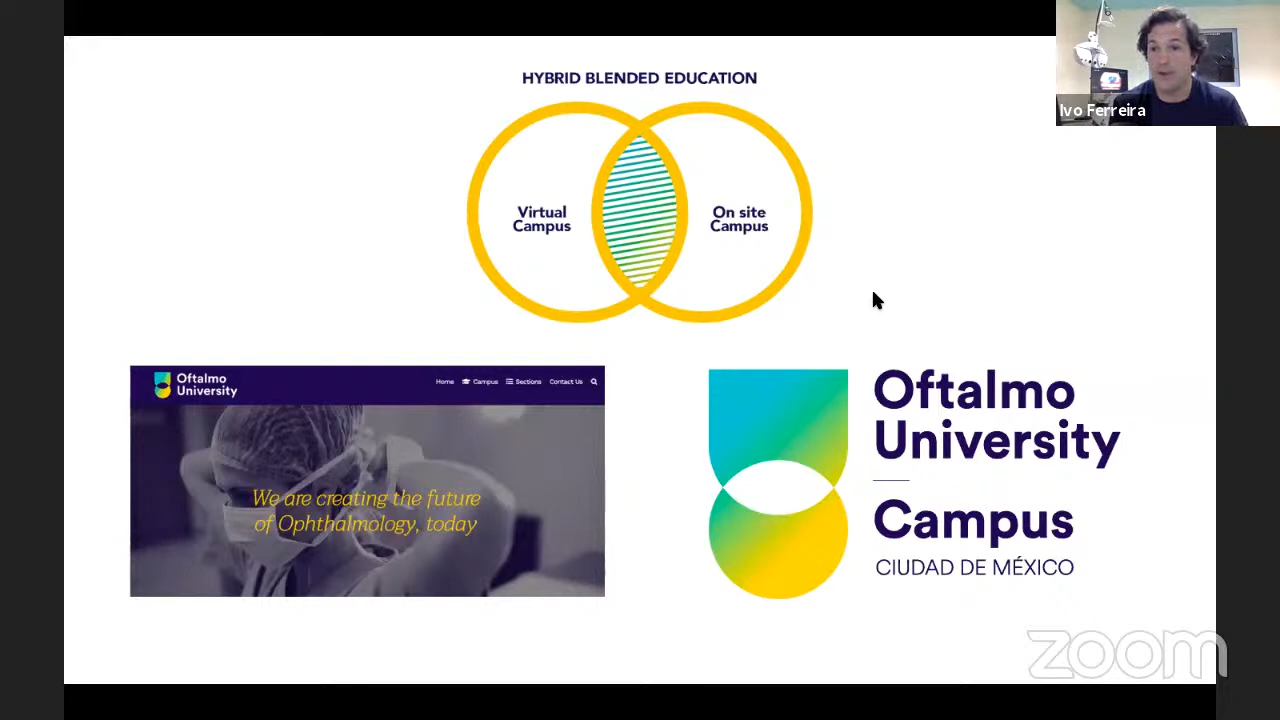 HYBRID BLENDED EDUCATION
Ivo Ferreira
Virtual
Campus
On site
Campus
Oftalmo
University
Home Campus Sections Contact Us
We are creating the future
of Ophthalmology, today
Oftalmo
University
Campus
CIUDAD DE MÉXICO
zoom